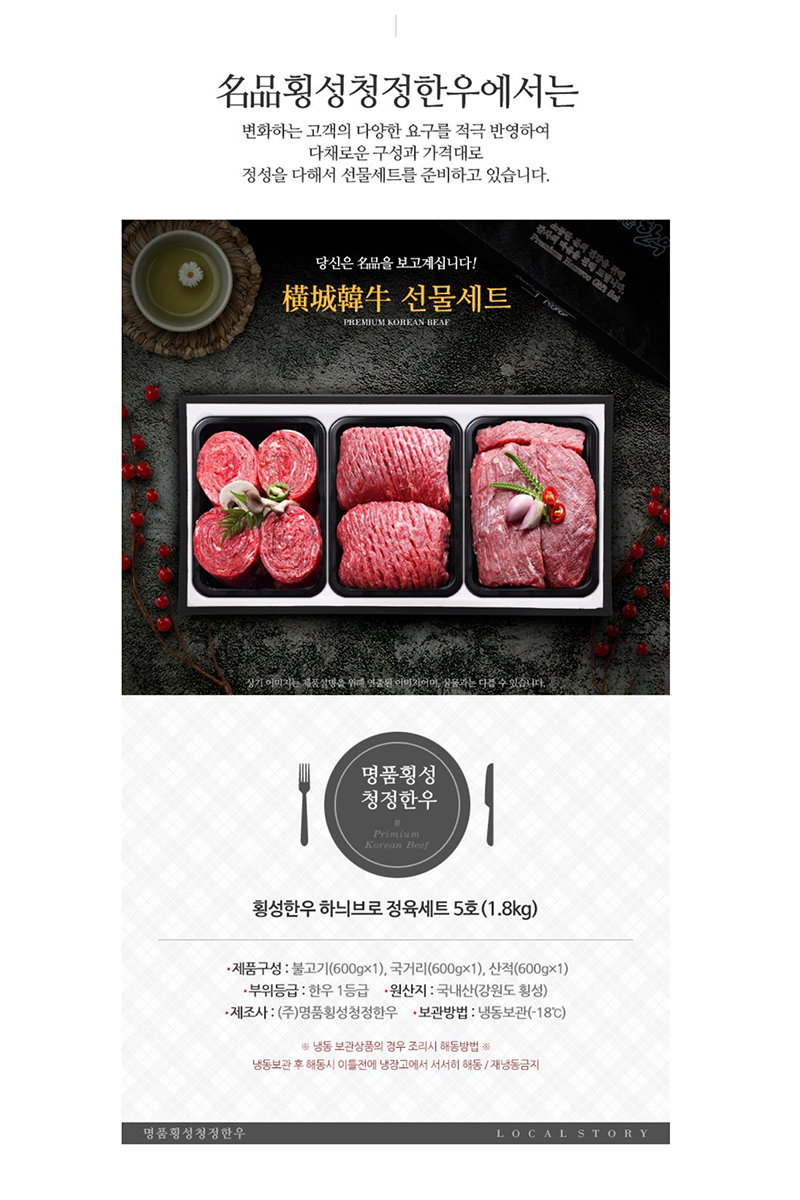 名品횡성청정한우에서는
변화하는 고객의 다양한 요구를 적극 반영하여
다채로운 구성과 가격대로
정성을 다해서 선물세트를 준비하고 있습니다.
당신은 名品을 보고계십니다!
橫城韓牛 선물세트
PREMIUM KOREAN BEAF
Premium Hanwoo Gift Set
상기 이미지는 제품설명을 위해 연출된 이미지이며, 실물과는 다를 수 있습니다.
명품횡성
청정한우
#
Primium
Korean Beef
횡성한우 하늬브로 정육세트 5호(1.8kg)
•제품구성 : 불고기(600g×1), 국거리(600g×1), 산적(600g×1)
•부위등급 : 한우 1등급 •원산지 : 국내산(강원도 횡성)
•제조사 : (주)명품횡성청정한우 •보관방법 : 냉동보관(-18℃)
※ 냉동 보관상품의 경우 조리시 해동방법 ※
냉동보관 후 해동시 이틀전에 냉장고에서 서서히 해동 / 재냉동금지
명품횡성청정한우 LOCAL STORY